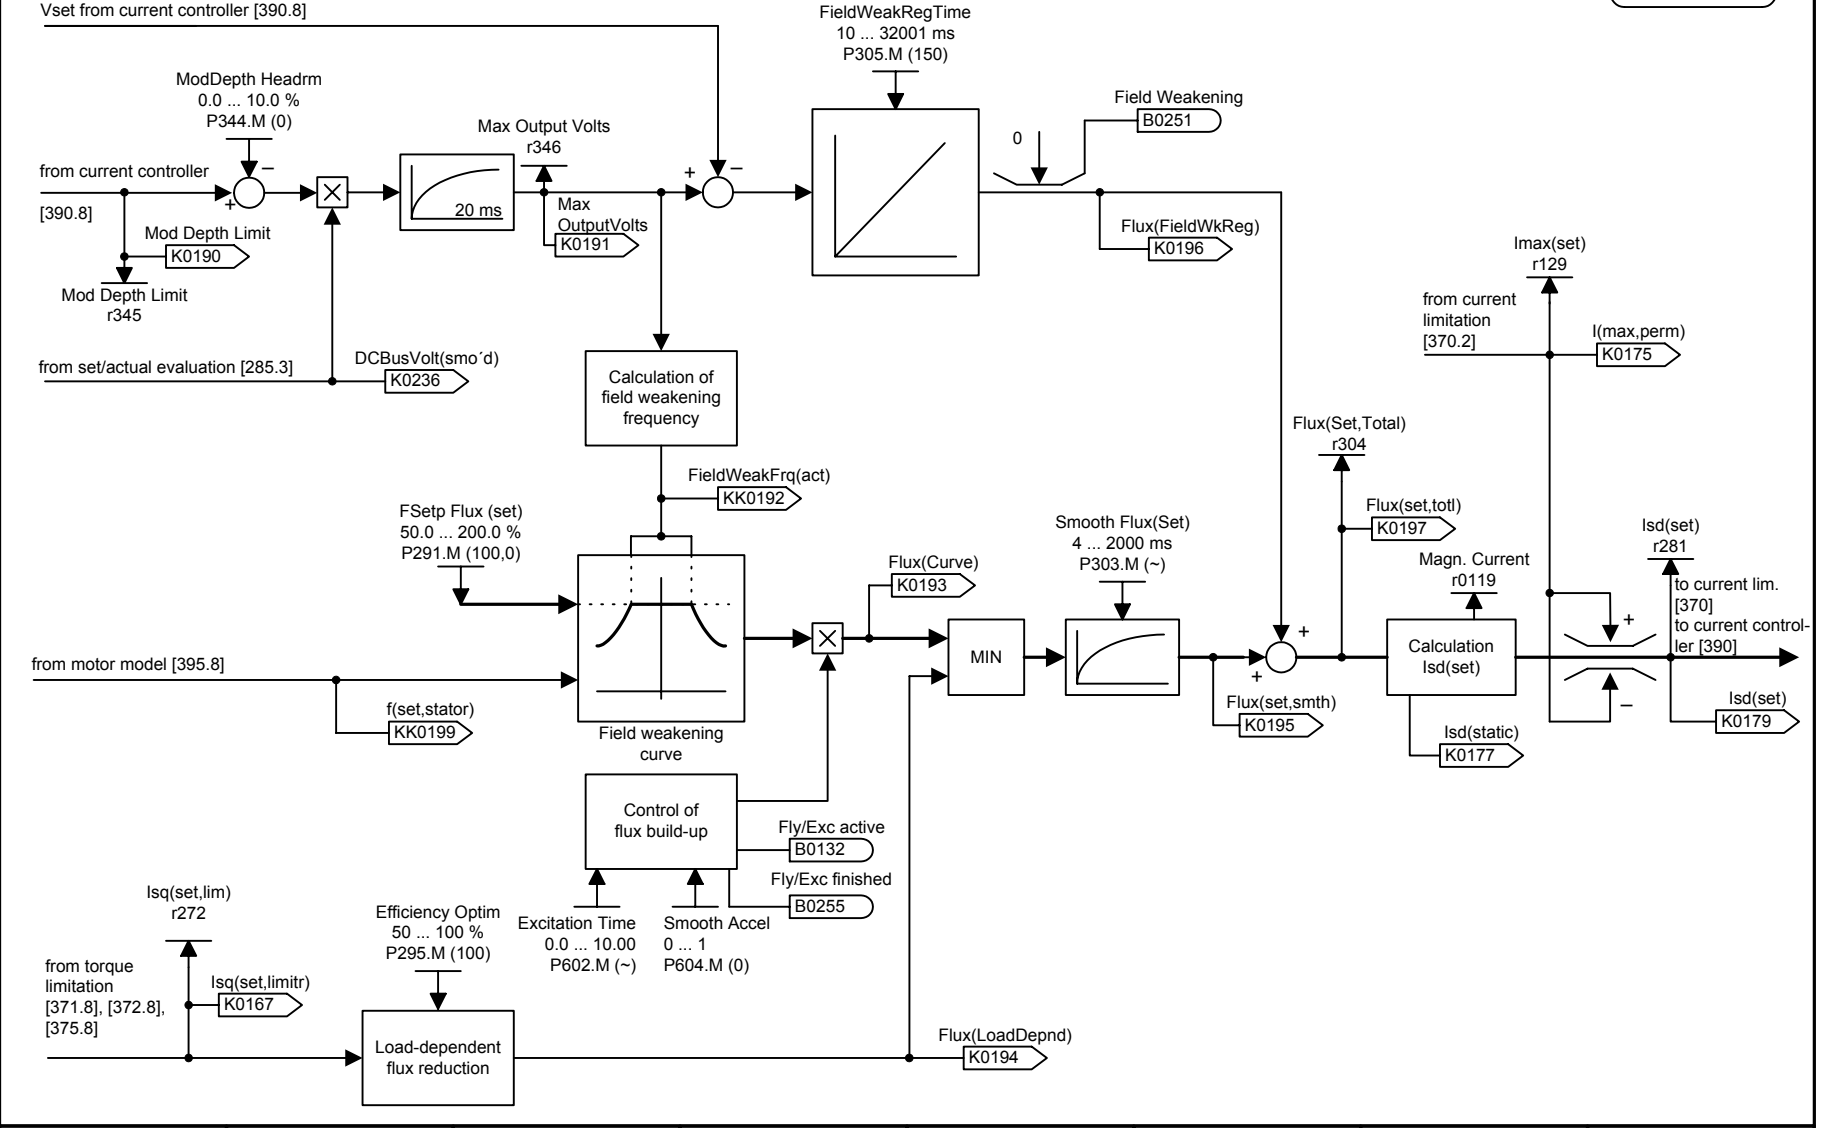 Vset from current controller [390.8]
FieldWeakRegTime
10 ... 32001 ms
P305.M (150)
ModDepth Headrm
0.0 ... 10.0 %
P344.M (0)
Max Output Volts
r346
Field Weakening
B0251
0
from current controller
[390.8]
–
+
+
–
20 ms
Max
OutputVolts
K0191
Mod Depth Limit
K0190
Mod Depth Limit
r345
Flux(FieldWkReg)
K0196
Imax(set)
r129
from current
limitation
[370.2]
I(max,perm)
K0175
from set/actual evaluation [285.3]
DCBusVolt(smo´d)
K0236
Calculation of
field weakening
frequency
Flux(Set,Total)
r304
FieldWeakFrq(act)
KK0192
FSetp Flux (set)
50.0 ... 200.0 %
P291.M (100,0)
Smooth Flux(Set)
4 ... 2000 ms
P303.M (~)
Flux(set,totl)
K0197
Isd(set)
r281
Flux(Curve)
K0193
Magn. Current
r0119
to current lim.
[370]
to current control-
ler [390]
+
+
MIN
Calculation
Isd(set)
from motor model [395.8]
+
–
f(set,stator)
KK0199
Flux(set,smth)
K0195
Isd(set)
K0179
Isd(static)
K0177
Field weakening
curve
Control of
flux build-up
Fly/Exc active
B0132
Fly/Exc finished
B0255
Isq(set,lim)
r272
Efficiency Optim
50 ... 100 %
P295.M (100)
Excitation Time
0.0 ... 10.00
P602.M (~)
Smooth Accel
0 ... 1
P604.M (0)
from torque
limitation
[371.8], [372.8],
[375.8]
Isq(set,limitr)
K0167
Load-dependent
flux reduction
Flux(LoadDepnd)
K0194